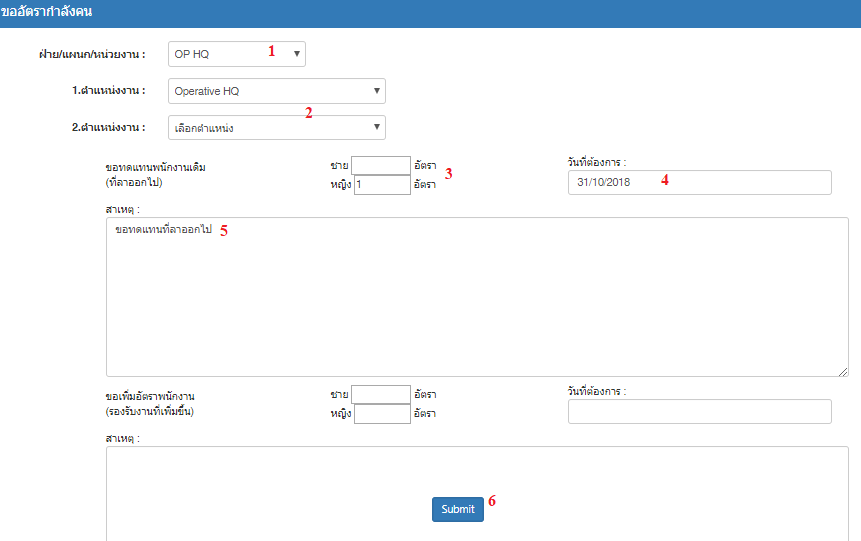 ขออัตรากำลังคน
ฝ่าย/แผนก/หน่วยงาน : OP HQ 1
1.ตำแหน่งงาน : Operative HQ
2
2.ตำแหน่งงาน : เลือกตำแหน่ง
ขอทดแทนพนักงานเดิม ชาย อัตรา วันที่ต้องการ :
(ที่ลาออกไป) หญิง 1 อัตรา 3 31/10/2018 4
สาเหตุ :
ขอทดแทนที่ลาออกไป 5
ขอเพิ่มอัตราพนักงาน ชาย อัตรา วันที่ต้องการ :
(รองรับงานที่เพิ่มขึ้น) หญิง อัตรา
สาเหตุ :
Submit 6